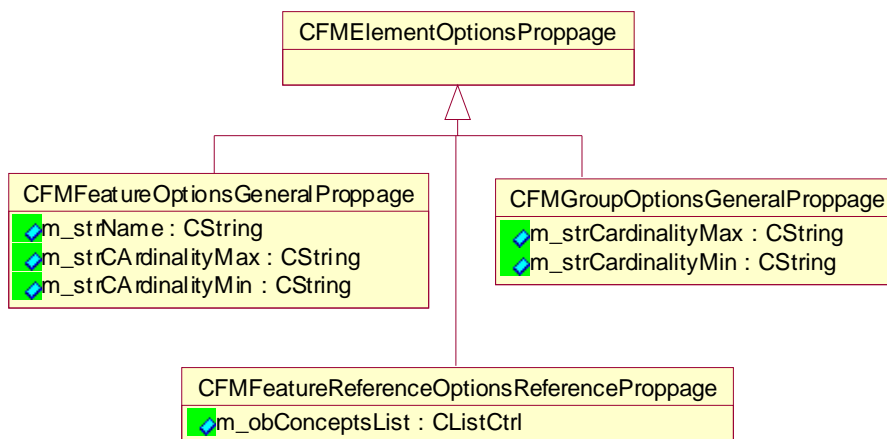 CFMElementOptionsProppage
CFMFeatureOptionsGeneralProppage
m_strName : CString
m_strCArdinalityMax : CString
m_strCArdinalityMin : CString
CFMGroupOptionsGeneralProppage
m_strCardinalityMax : CString
m_strCardinalityMin : CString
CFMFeatureReferenceOptionsReferenceProppage
m_obConceptsList : CListCtrl